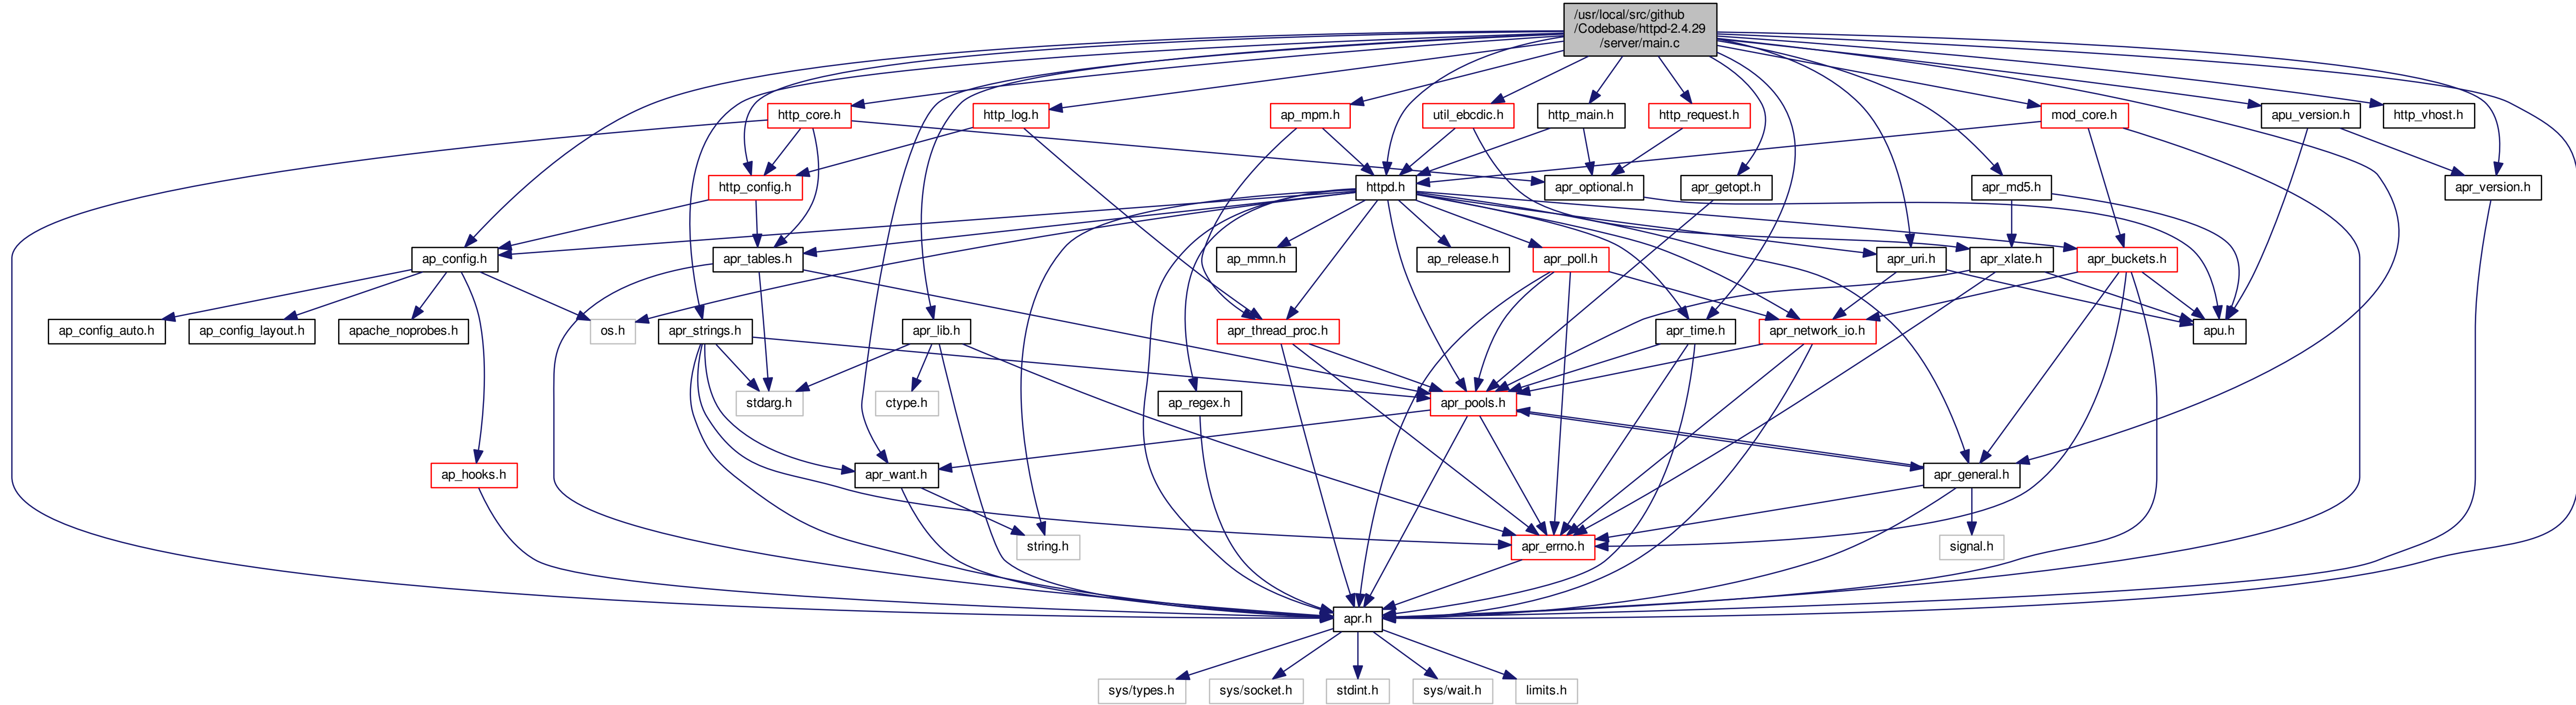 /usr/local/src/github
/Codebase/httpd-2.4.29
/server/main.c
http_core.h
http_log.h
ap_mpm.h
util_ebcdic.h
http_main.h
http_request.h
mod_core.h
apu_version.h
http_vhost.h
http_config.h
httpd.h
apr_optional.h
apr_getopt.h
apr_md5.h
apr_version.h
ap_config.h
apr_tables.h
ap_mmn.h
ap_release.h
apr_poll.h
apr_uri.h
apr_xlate.h
apr_buckets.h
ap_config_auto.h
ap_config_layout.h
apache_noprobes.h
os.h
apr_strings.h
apr_lib.h
apr_thread_proc.h
apr_time.h
apr_network_io.h
apu.h
stdarg.h
ctype.h
ap_regex.h
apr_pools.h
ap_hooks.h
apr_want.h
apr_general.h
string.h
apr_errno.h
signal.h
apr.h
sys/types.h
sys/socket.h
stdint.h
sys/wait.h
limits.h